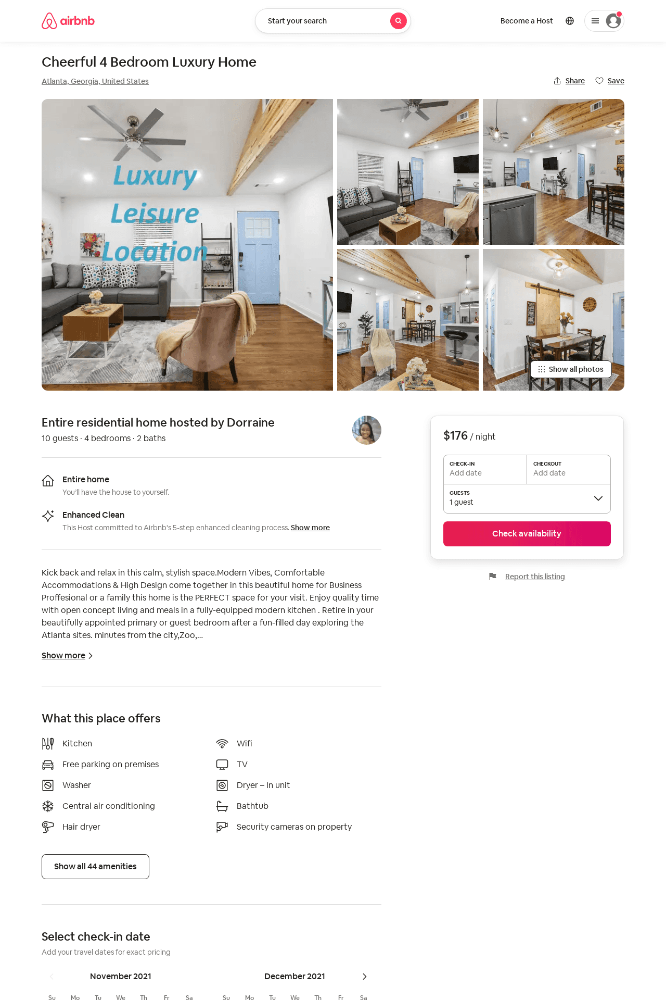 airbnb
Start your search
Become a Host
Cheerful 4 Bedroom Luxury Home
Atlanta, Georgia, United States
Share
Save
Luxury
Leisure
Location
Show all photos
Entire residential home hosted by Dorraine
10 guests · 4 bedrooms · 2 baths
Entire home
You'll have the house to yourself.
Enhanced Clean
This Host committed to Airbnb's 5-step enhanced cleaning process. Show more
Kick back and relax in this calm, stylish space.Modern Vibes, Comfortable
Accommodations & High Design come together in this beautiful home for Business
Proffesional or a family this home is the PERFECT space for your visit. Enjoy quality time
with open concept living and meals in a fully-equipped modern kitchen . Retire in your
beautifully appointed primary or guest bedroom after a fun-filled day exploring the
Atlanta sites. minutes from the city,Zoo,...
Show more
$176 / night
CHECK-IN
Add date
CHECKOUT
Add date
GUESTS
1 guest
Check availability
Report this listing
What this place offers
Kitchen
Wifi
Free parking on premises
TV
Washer
Dryer – In unit
Central air conditioning
Bathtub
Hair dryer
Security cameras on property
Show all 44 amenities
Select check-in date
Add your travel dates for exact pricing
November 2021
December 2021
Su Mo Tu We Th Fr Sa
Su Mo Tu We Th Fr Sa